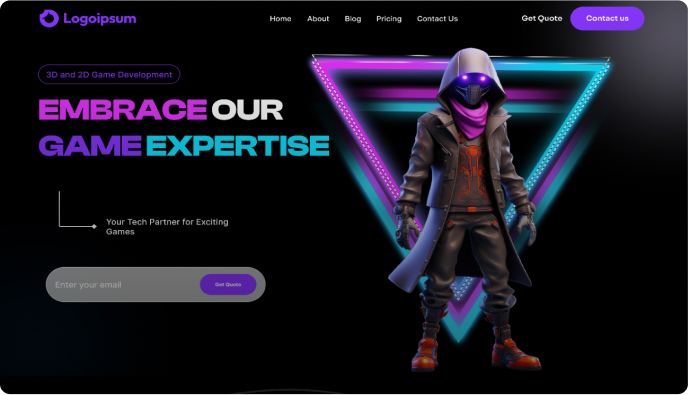 Logoipsum
Home About Blog Pricing Contact Us
Get Quote Contact us
3D and 2D Game Development
EMBRACE OUR
GAME EXPERTISE
Your Tech Partner for Exciting
Games
Enter your email
Get Quote